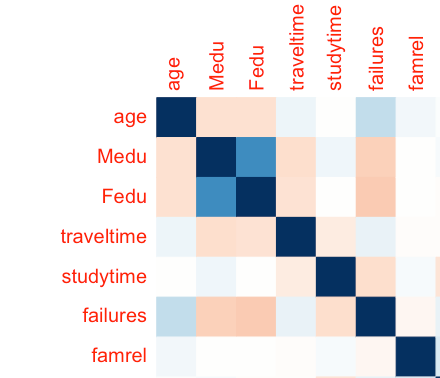 age
Medu
Fedu
traveltime
studytime
failures
famrel
age
Medu
Fedu
traveltime
studytime
failures
famrel